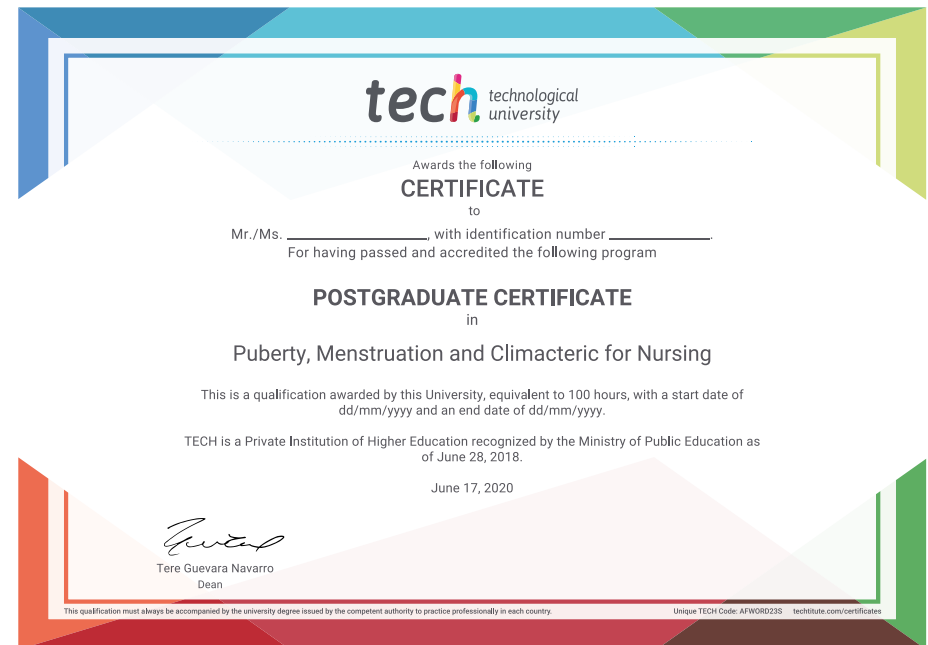 tech technological
university
Awards the following
CERTIFICATE
to
Mr./Ms. ____________________, with identification number ______________.
For having passed and accredited the following program
POSTGRADUATE CERTIFICATE
in
Puberty, Menstruation and Climacteric for Nursing
This is a qualification awarded by this University, equivalent to 100 hours, with a start date of
dd/mm/yyyy and an end date of dd/mm/yyyy.
TECH is a Private Institution of Higher Education recognized by the Ministry of Public Education as
of June 28, 2018.
June 17, 2020
Tere Guevara Navarro
Dean
This qualification must always be accompanied by the university degree issued by the competent authority to practice professionally in each country.
Unique TECH Code: AFWORD23S techtitute.com/certificates